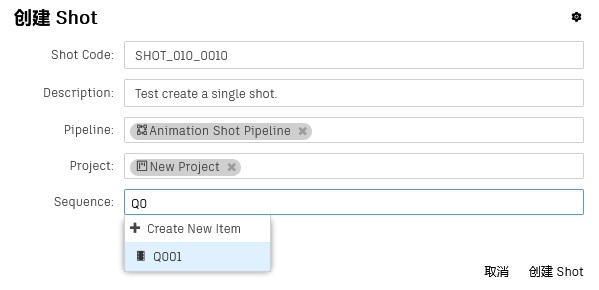 创建 Shot
Shot Code: SHOT_010_0010
Description: Test create a single shot.
Pipeline: Animation Shot Pipeline
Project: New Project
Sequence: Q0
Create New Item
Q001
取消 创建 Shot